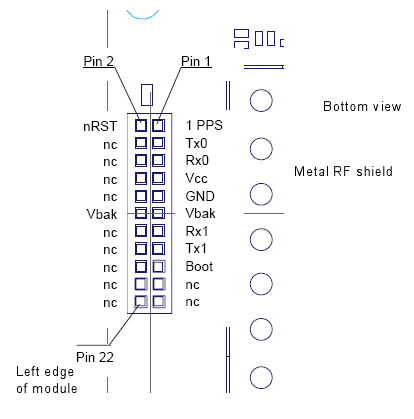 Pin 2 Pin 1
Bottom view
nRST 1 PPS
nc Tx0
nc Rx0
Metal RF shield
nc Vcc
nc GND
Vbak Vbak
nc Rx1
nc Tx1
nc Boot
nc nc
nc nc
Pin 22
Left edge
of module